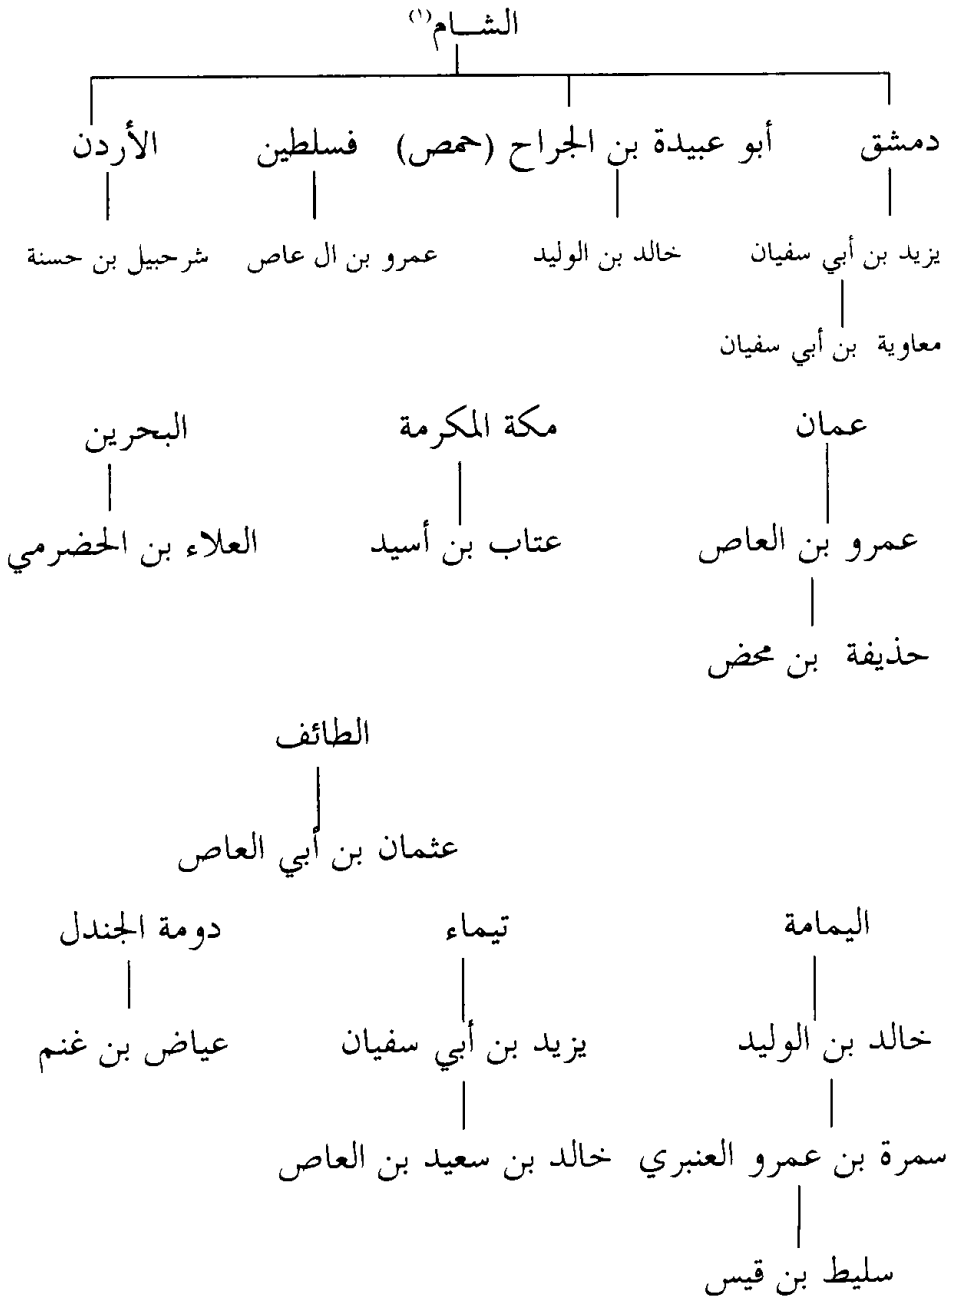 الشام(١)
دمشق أبو عبيدة بن الجراح (حمص) فسلطين الأردن
يزيد بن أبي سفيان خالد بن الوليد عمرو بن ال عاص شرحبيل بن حسنة
معاوية بن أبي سفيان
عمان مكة المكرمة البحرين
عمرو بن العاص عتاب بن أسيد العلاء بن الحضرمي
حذيفة بن محض
الطائف
عثمان بن أبي العاص
اليمامة تيماء دومة الجندل
خالد بن الوليد يزيد بن أبي سفيان عياض بن غنم
سمرة بن عمرو العنبري خالد بن سعيد بن العاص
سليط بن قيس